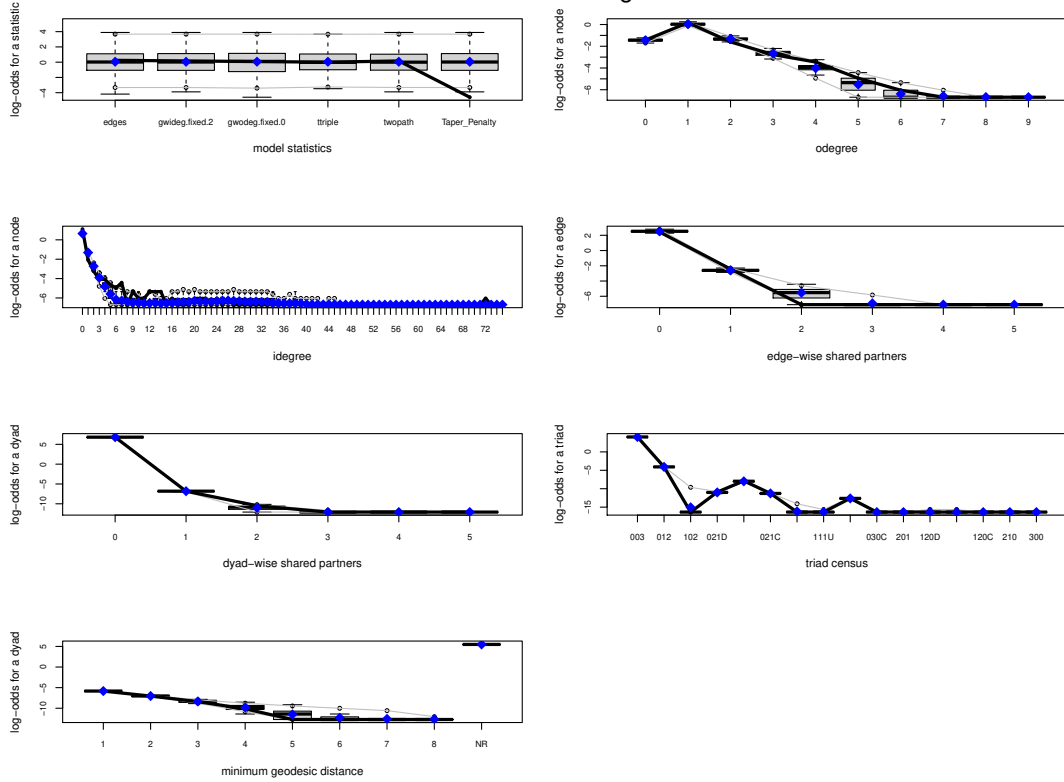 log−odds for a statistic
−4 0 2 4
edges gwideg.fixed.2 gwodeg.fixed.0 ttriple twopath Taper_Penalty
model statistics
log−odds for a node
−6 −4 −2 0
0 1 2 3 4 5 6 7 8 9
odegree
log−odds for a node
−6 −4 −2 0
0 3 6 9 12 16 20 24 28 32 36 40 44 48 52 56 60 64 68 72
idegree
log−odds for a edge
−6 −2 0 2
0 1 2 3 4 5
edge−wise shared partners
log−odds for a dyad
−10 −5 0 5
0 1 2 3 4 5
dyad−wise shared partners
log−odds for a triad
−15 −5 0
003 012 102 021D 021C 111U 030C 201 120D 120C 210 300
triad census
log−odds for a dyad
−10 −5 0 5
1 2 3 4 5 6 7 8 NR
minimum geodesic distance